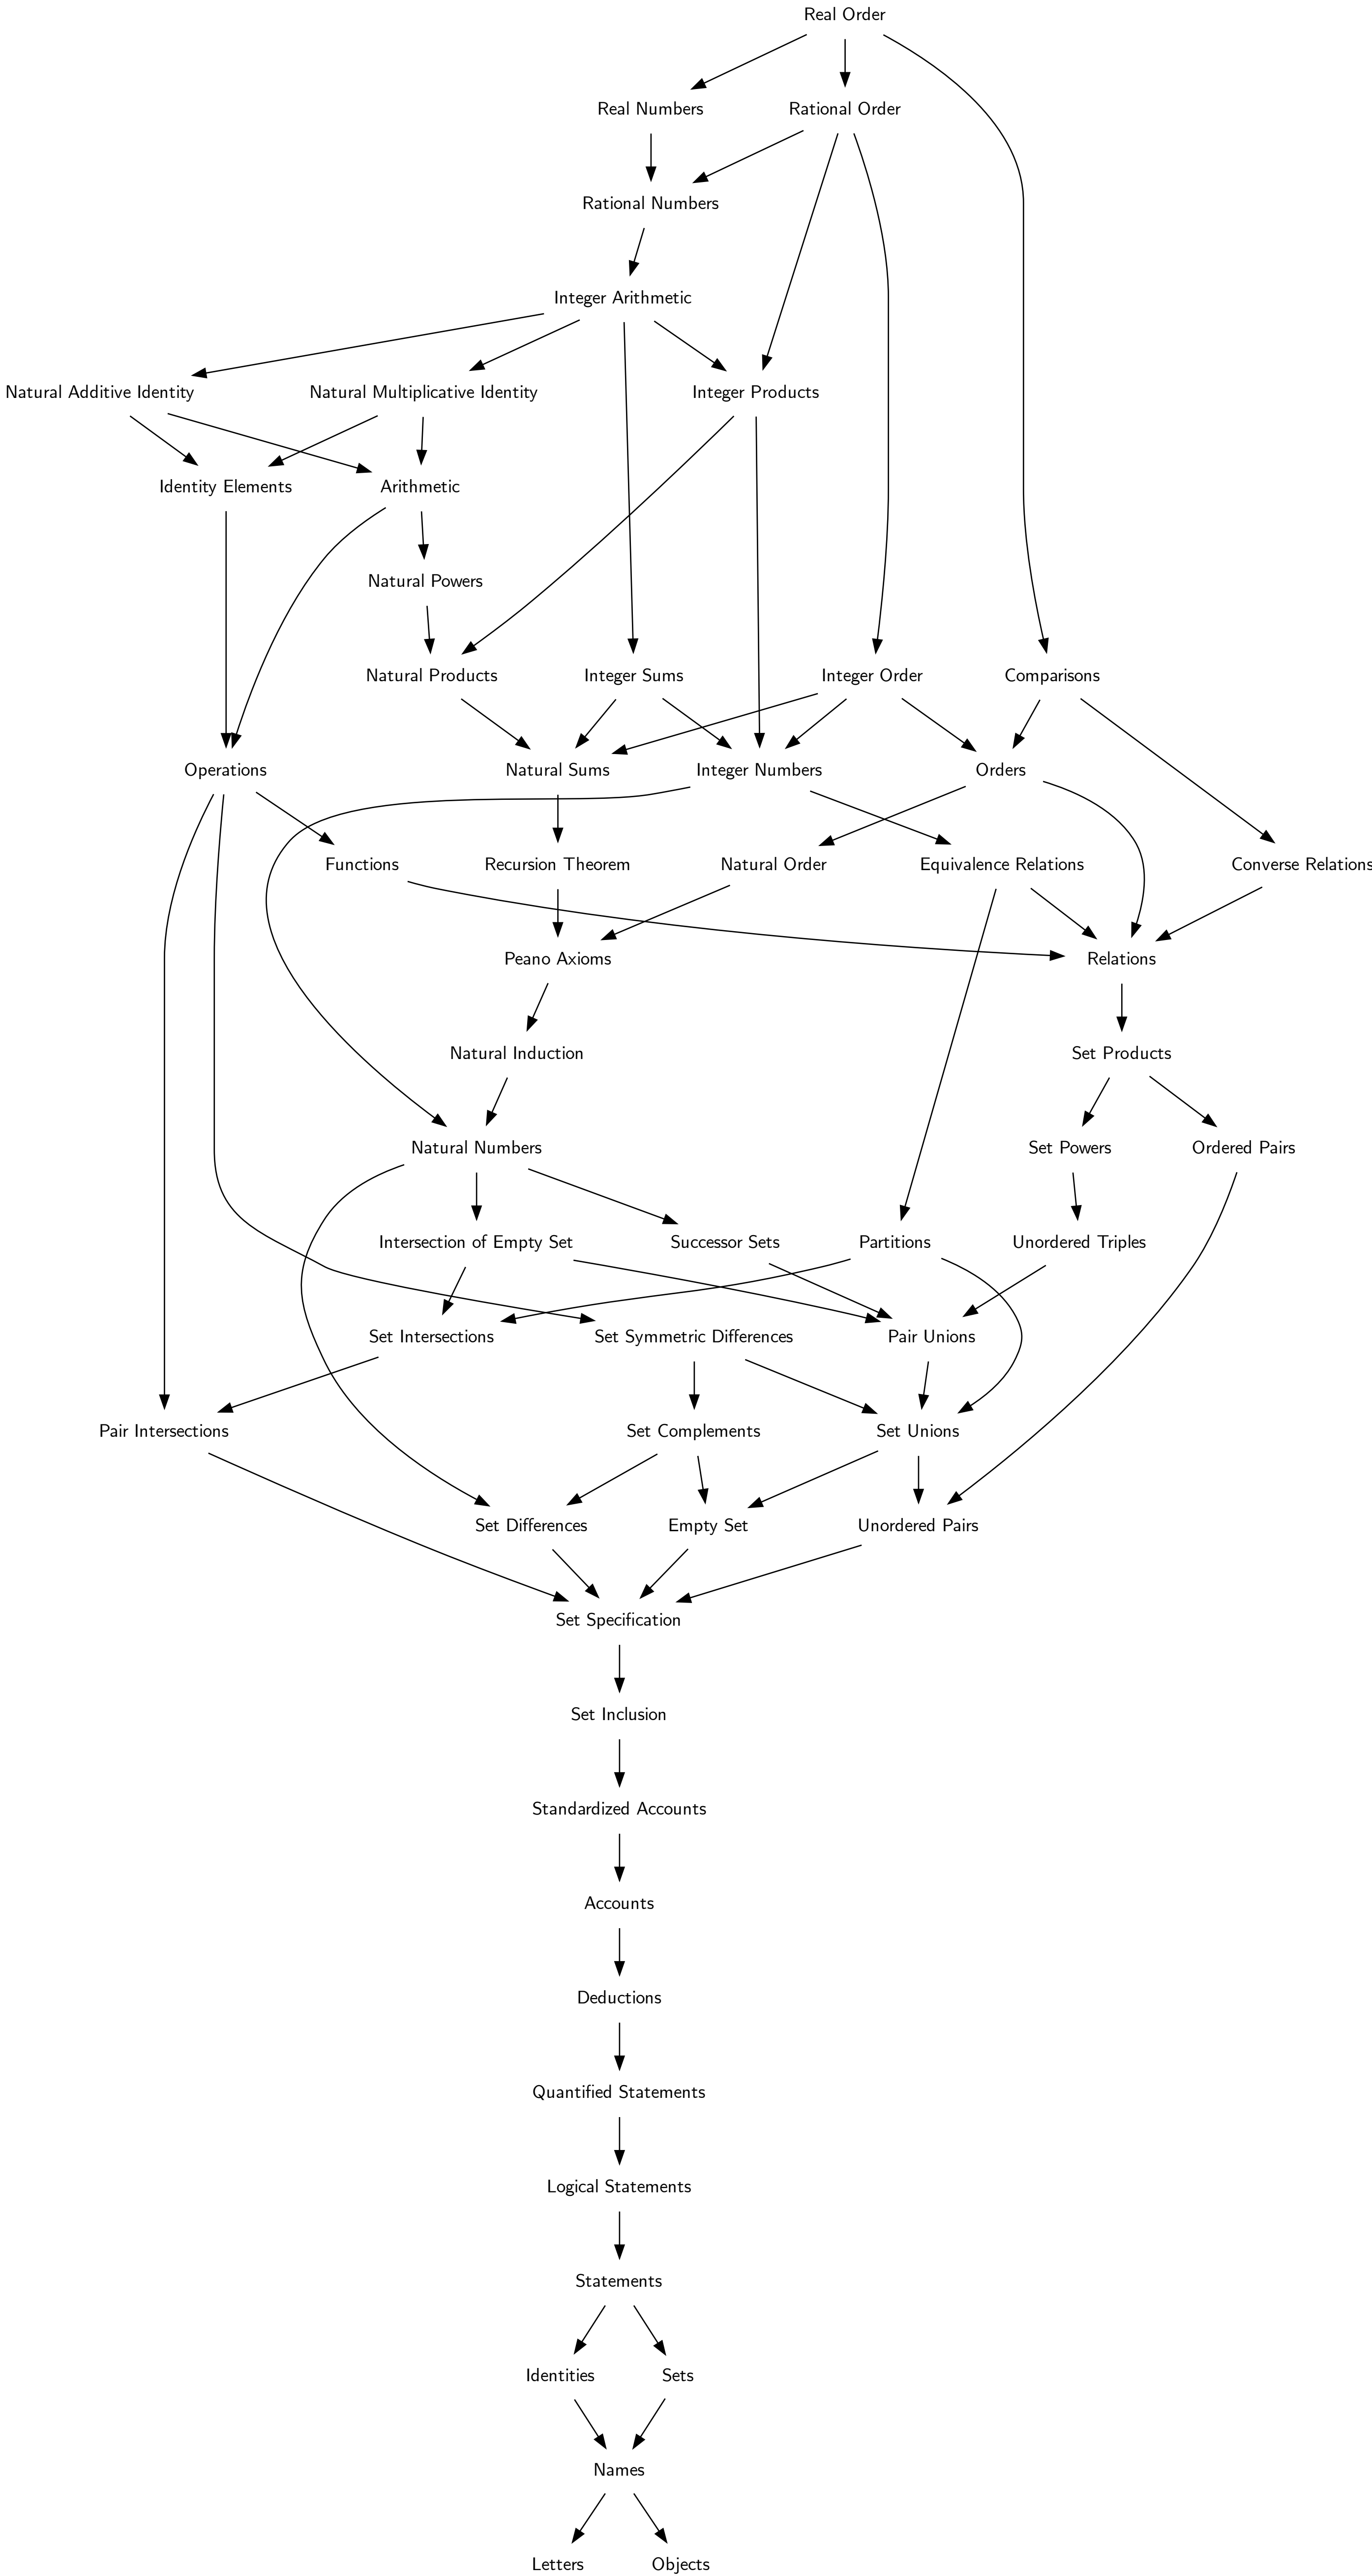 Real Order
Real Numbers
Rational Order
Rational Numbers
Integer Arithmetic
Natural Additive Identity
Natural Multiplicative Identity
Integer Products
Identity Elements
Arithmetic
Natural Powers
Natural Products
Integer Sums
Integer Order
Comparisons
Operations
Natural Sums
Integer Numbers
Orders
Functions
Recursion Theorem
Natural Order
Equivalence Relations
Converse Relations
Peano Axioms
Relations
Natural Induction
Set Products
Natural Numbers
Set Powers
Ordered Pairs
Intersection of Empty Set
Successor Sets
Partitions
Unordered Triples
Set Intersections
Set Symmetric Differences
Pair Unions
Pair Intersections
Set Complements
Set Unions
Set Differences
Empty Set
Unordered Pairs
Set Specification
Set Inclusion
Standardized Accounts
Accounts
Deductions
Quantified Statements
Logical Statements
Statements
Identities
Sets
Names
Letters
Objects